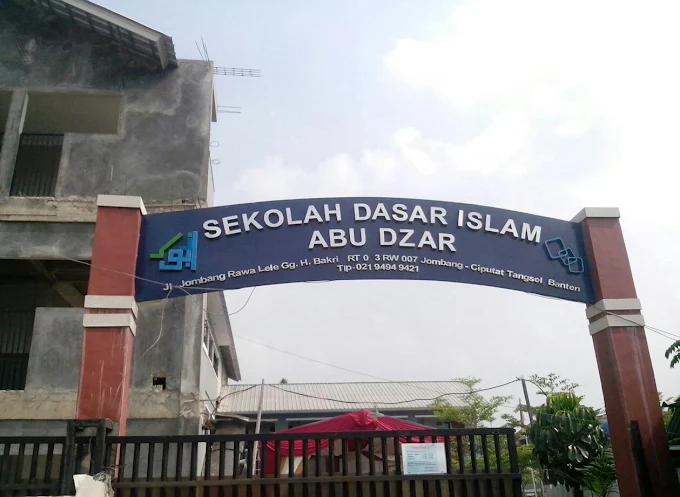 SEKOLAH DASAR ISLAM
ABU DZAR
Jl. Jombang Rawa Lele Gg. H. Bakri RT 0 3 RW 007 Jombang - Ciputat Tangsel Banten
Tlp-021 9494 9421